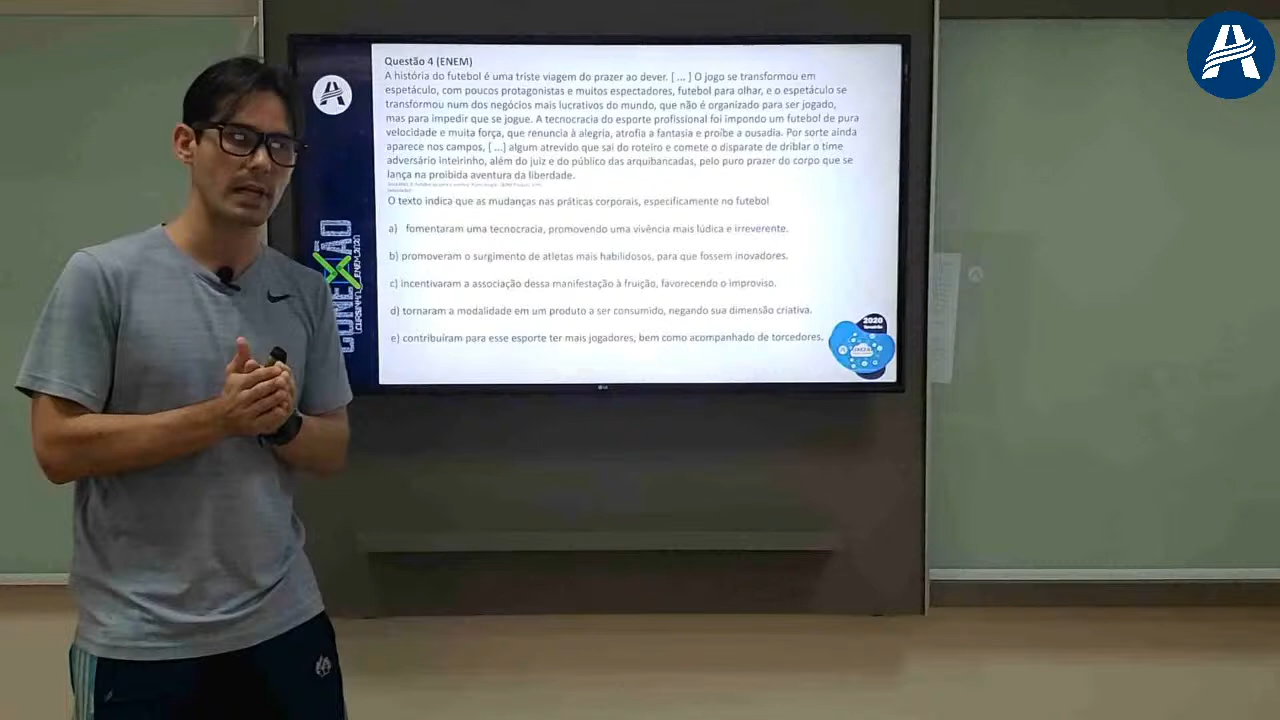 Questão 4 (ENEM)
A história do futebol é uma triste viagem do prazer ao dever. [ ... ] O jogo se transformou em
espetáculo, com poucos protagonistas e muitos espectadores, futebol para olhar, e o espetáculo se
transformou num dos negócios mais lucrativos do mundo, que não é organizado para ser jogado,
mas para impedir que se jogue. A tecnocracia do esporte profissional foi impondo um futebol de pura
velocidade e muita força, que renuncia à alegria, atrofia a fantasia e proíbe a ousadia. Por sorte ainda
aparece nos campos, [ ...] algum atrevido que sai do roteiro e comete o disparate de driblar o time
adversário inteirinho, além do juiz e do público das arquibancadas, pelo puro prazer do corpo que se
lança na proibida aventura da liberdade.
O texto indica que as mudanças nas práticas corporais, especificamente no futebol
a) fomentaram uma tecnocracia, promovendo uma vivência mais lúdica e irreverente.
b) promoveram o surgimento de atletas mais habilidosos, para que fossem inovadores.
c) incentivaram a associação dessa manifestação à fruição, favorecendo o improviso.
d) tornaram a modalidade em um produto a ser consumido, negando sua dimensão criativa.
e) contribuíram para esse esporte ter mais jogadores, bem como acompanhado de torcedores.
CONEXÃO
2020
LG